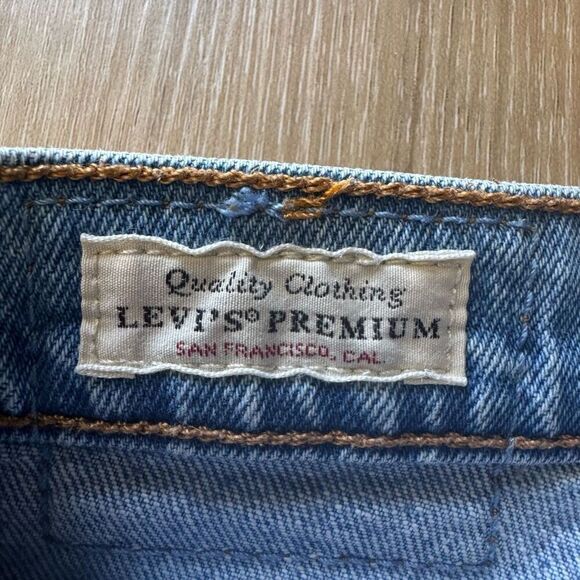 Quality Clothing
LEVI'S® PREMIUM
SAN FRANCISCO, CAL.